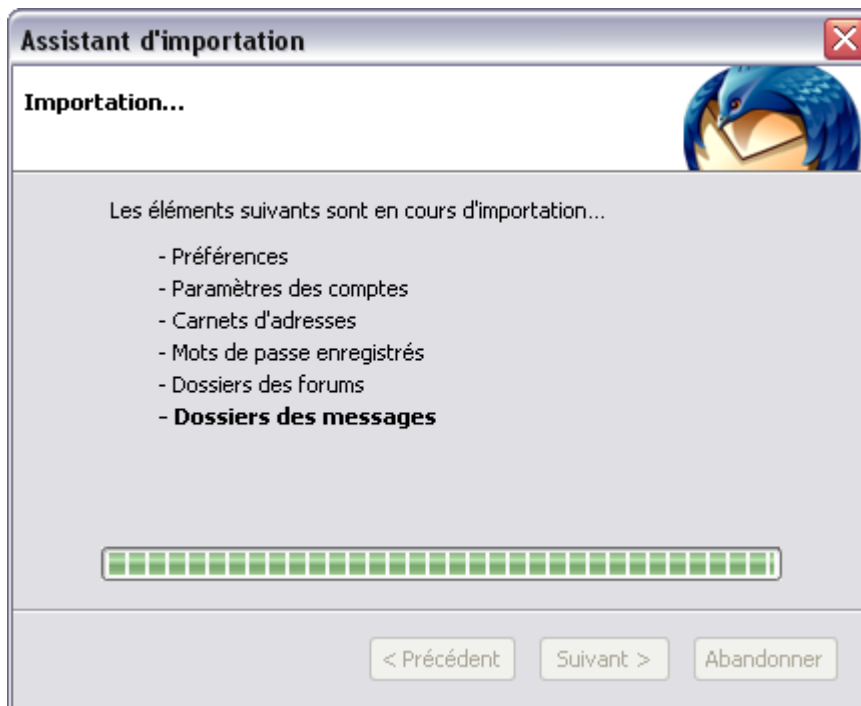 Assistant d'importation
Importation...
Les éléments suivants sont en cours d'importation...
- Préférences
- Paramètres des comptes
- Carnets d'adresses
- Mots de passe enregistrés
- Dossiers des forums
- Dossiers des messages
< Précédent Suivant > Abandonner